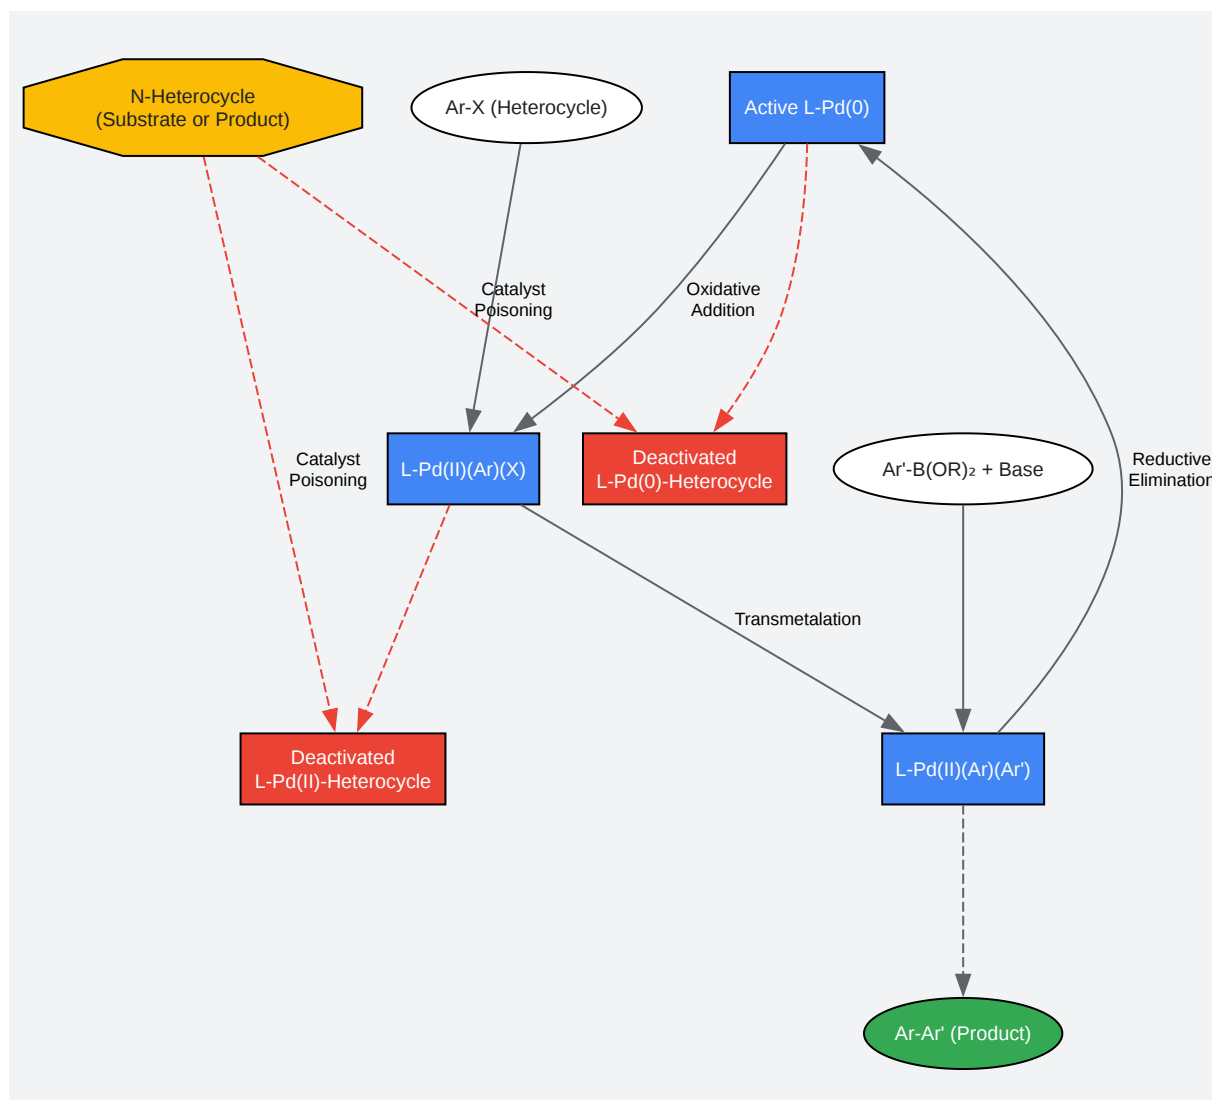 N-Heterocycle
(Substrate or Product)
Ar-X (Heterocycle)
Active L-Pd(0)
Catalyst
Poisoning
Oxidative
Addition
Catalyst
Poisoning
L-Pd(II)(Ar)(X)
Deactivated
L-Pd(0)-Heterocycle
Ar'-B(OR)₂ + Base
Reductive
Elimination
Transmetalation
Deactivated
L-Pd(II)-Heterocycle
L-Pd(II)(Ar)(Ar')
Ar-Ar' (Product)